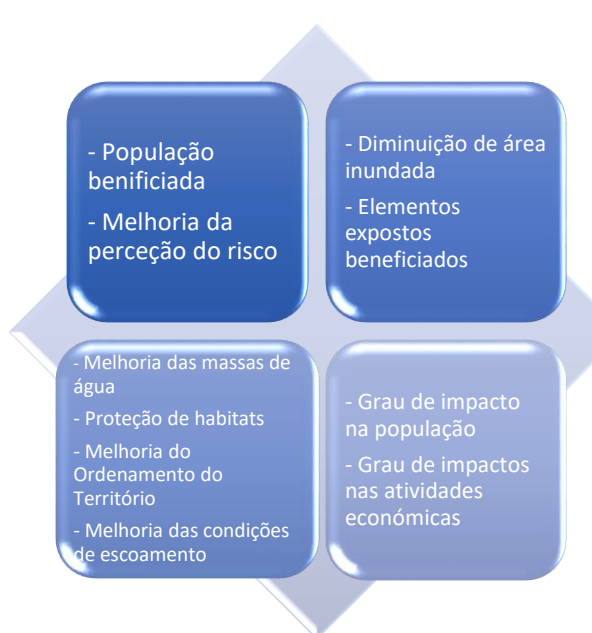 - População
benificiada
- Melhoria da
perceção do risco
- Diminuição de área
inundada
- Elementos
expostos
beneficiados
- Melhoria das massas de
água
- Proteção de habitats
- Melhoria do
Ordenamento do
Território
- Melhoria das condições
de escoamento
- Grau de impacto
na população
- Grau de impactos
nas atividades
económicas